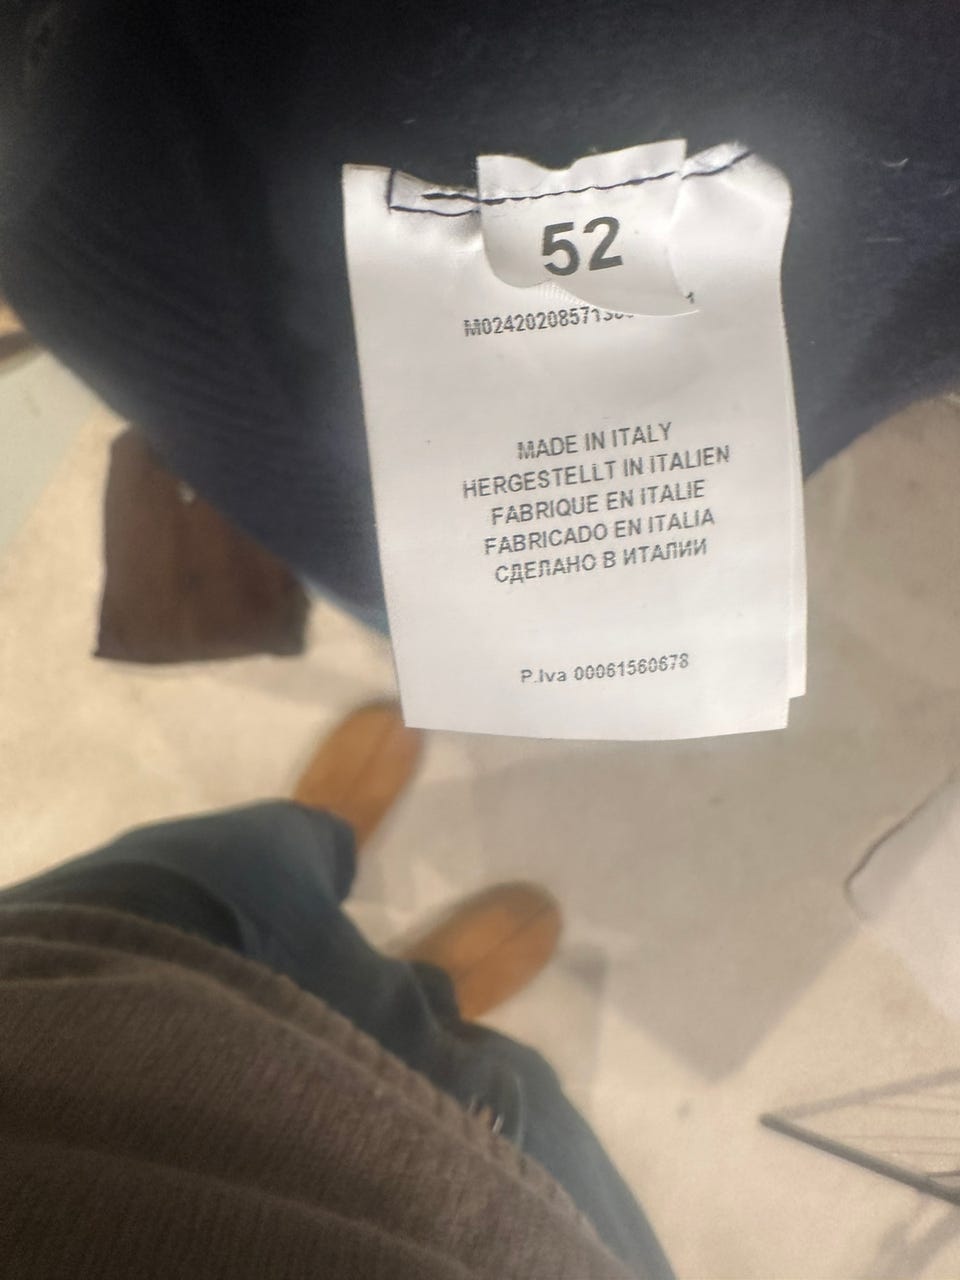 52
MADE IN ITALY
HERGESTELLT IN ITALIEN
FABRIQUE EN ITALIE
FABRICADO EN ITALIA
СДЕЛАНО В ИТАЛИИ
P.Iva 00061560678